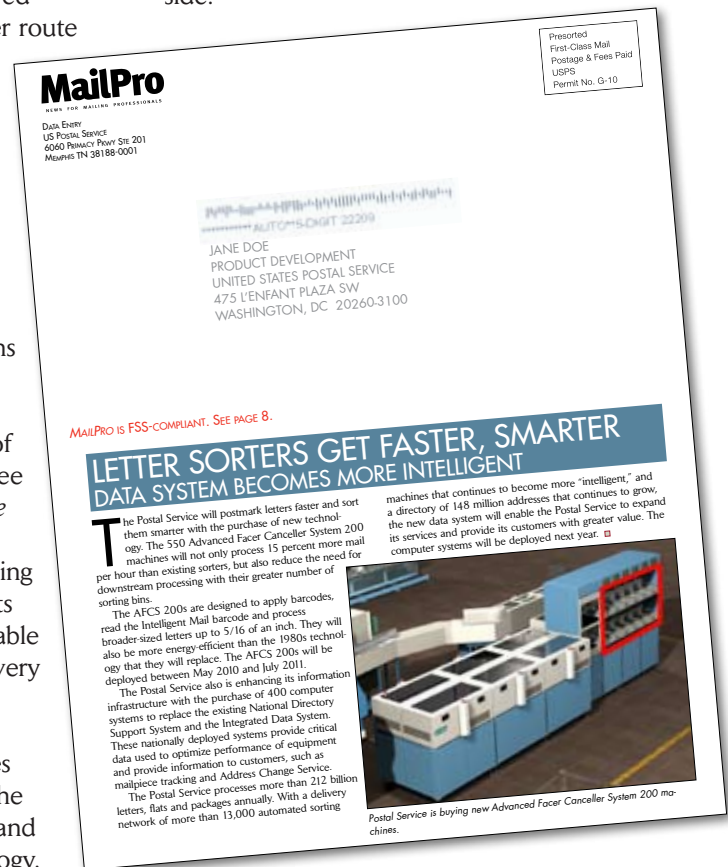 side.
er route
ns
of
ee
e
ing
ts
able
very
es
he
and
ogy.
MailPro
NEWS FOR MAILING PROFESSIONALS
DATA ENTRY
US POSTAL SERVICE
6060 PRIMACY PKWY STE 201
MEMPHIS TN 38188-0001
Presorted
First-Class Mail
Postage & Fees Paid
USPS
Permit No. G-10
AUTO**5-DIGIT 22209
JANE DOE
PRODUCT DEVELOPMENT
UNITED STATES POSTAL SERVICE
475 L'ENFANT PLAZA SW
WASHINGTON, DC 20260-3100
MAILPRO IS FSS-COMPLIANT. SEE PAGE 8.
LETTER SORTERS GET FASTER, SMARTER
DATA SYSTEM BECOMES MORE INTELLIGENT
The Postal Service will postmark letters faster and sort
them smarter with the purchase of new technol-
ogy. The 550 Advanced Facer Canceller System 200
machines will not only process 15 percent more mail
per hour than existing sorters, but also reduce the need for
downstream processing with their greater number of
sorting bins.
The AFCS 200s are designed to apply barcodes,
read the Intelligent Mail barcode and process
broader-sized letters up to 5/16 of an inch. They will
also be more energy-efficient than the 1980s technol-
ogy that they will replace. The AFCS 200s will be
deployed between May 2010 and July 2011.
The Postal Service also is enhancing its information
infrastructure with the purchase of 400 computer
systems to replace the existing National Directory
Support System and the Integrated Data System.
These nationally deployed systems provide critical
data used to optimize performance of equipment
and provide information to customers, such as
mailpiece tracking and Address Change Service.
The Postal Service processes more than 212 billion
letters, flats and packages annually. With a delivery
network of more than 13,000 automated sorting
machines that continues to become more "intelligent," and
a directory of 148 million addresses that continues to grow,
the new data system will enable the Postal Service to expand
its services and provide its customers with greater value. The
computer systems will be deployed next year.
Postal Service is buying new Advanced Facer Canceller System 200 ma-
chines.